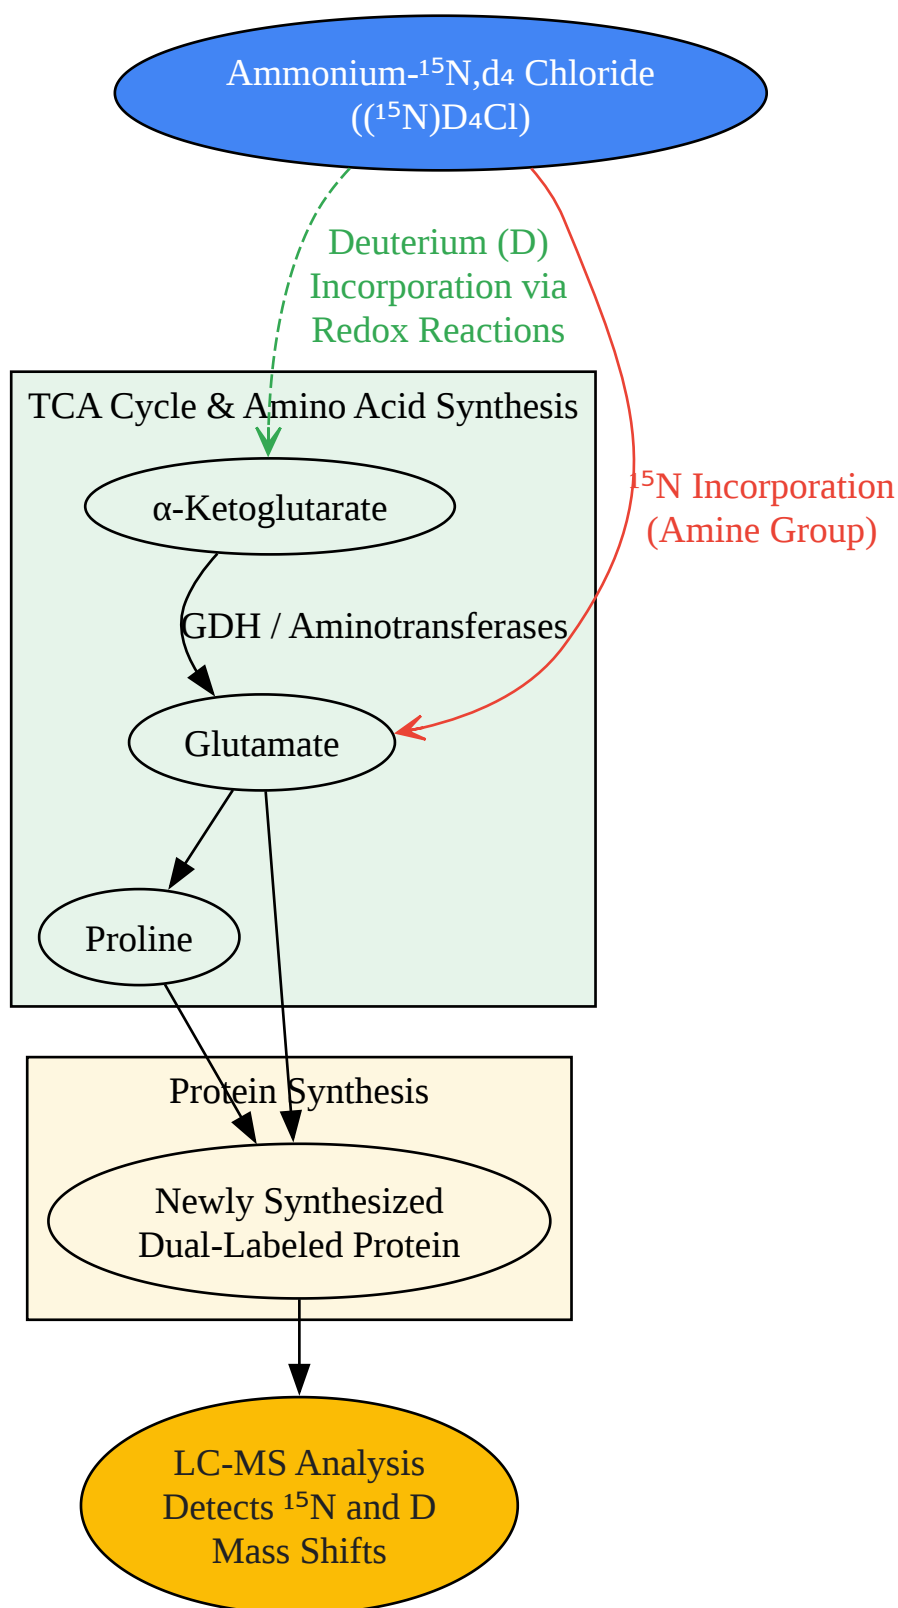 Ammonium-¹⁵N,d₄ Chloride
((¹⁵N)D₄Cl)
Deuterium (D)
Incorporation via
Redox Reactions
TCA Cycle & Amino Acid Synthesis
¹⁵N Incorporation
(Amine Group)
α-Ketoglutarate
GDH / Aminotransferases
Glutamate
Proline
Protein Synthesis
Newly Synthesized
Dual-Labeled Protein
LC-MS Analysis
Detects ¹⁵N and D
Mass Shifts